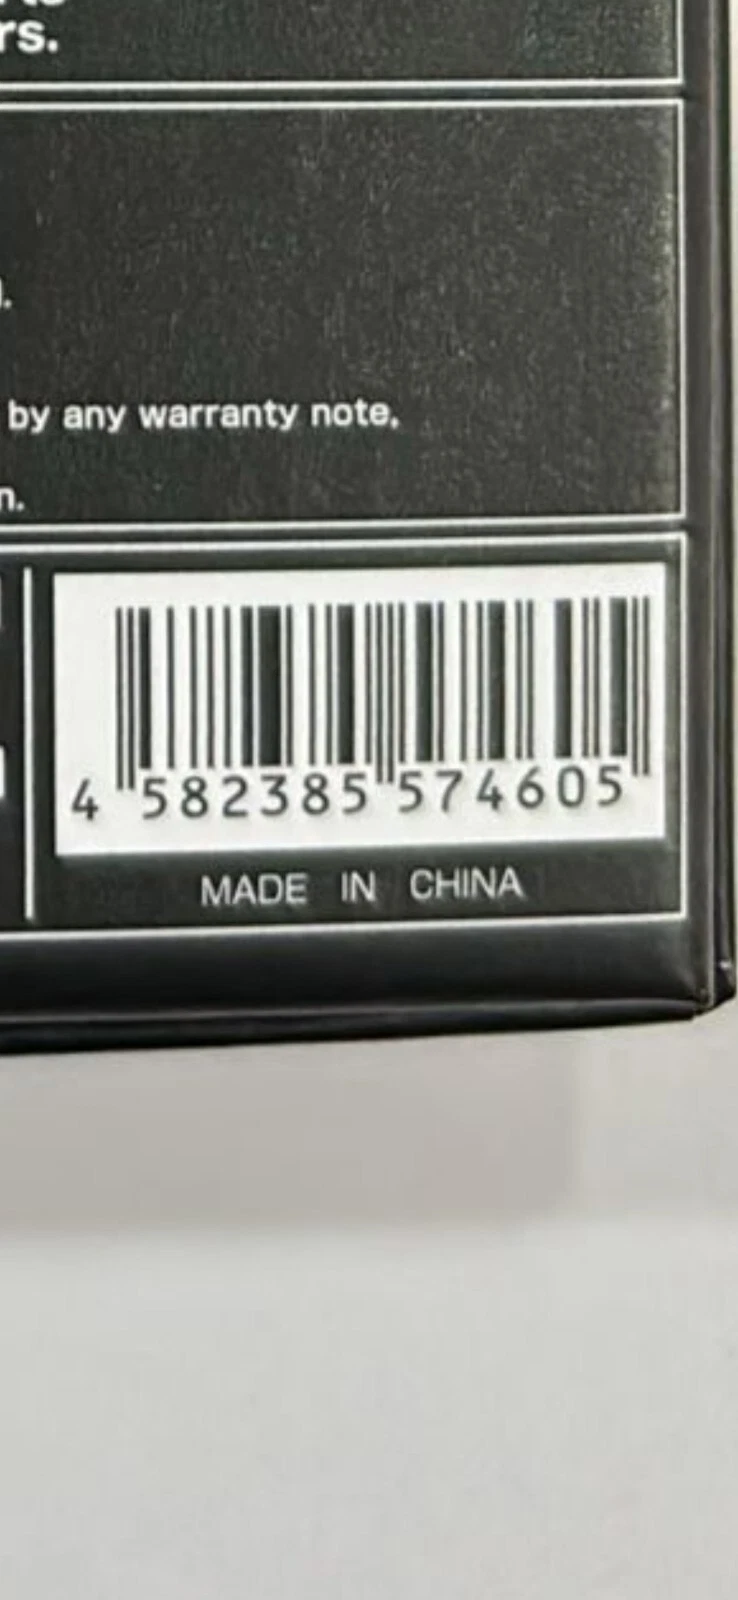 rs.
by any warranty note.
n.
4 582385 574605
MADE IN CHINA